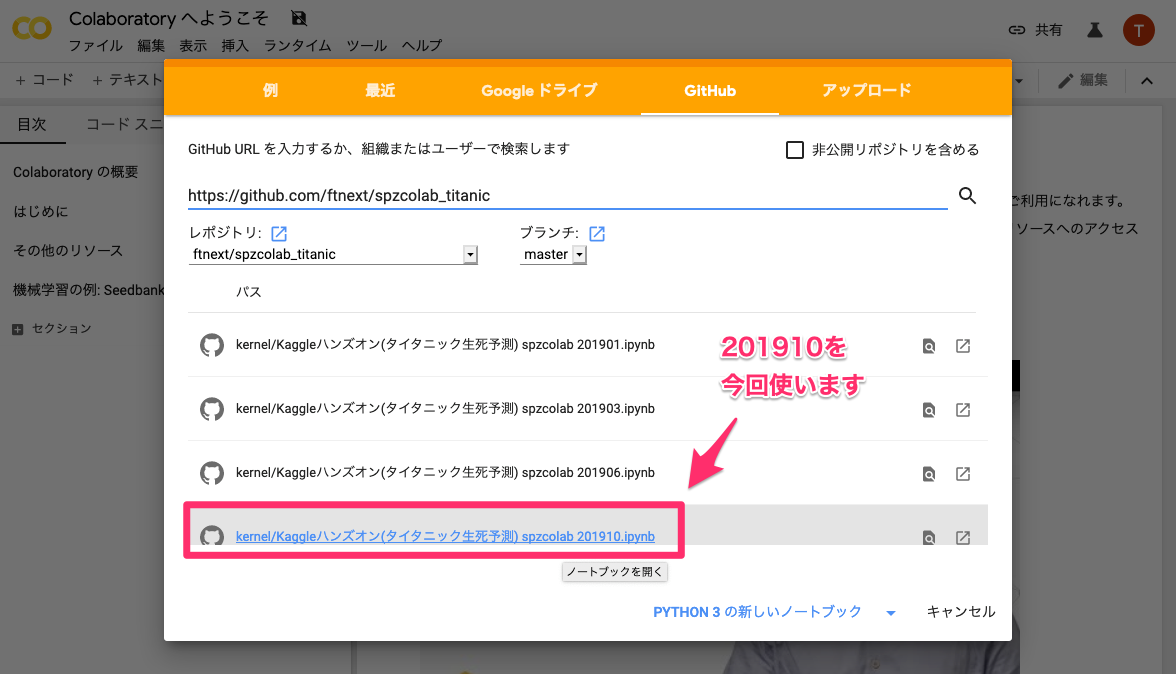 Colaboratory へようこそ
ファイル 編集 表示 挿入 ランタイム ツール ヘルプ
共有
T
+ コード + テキスト
編集
例 最近 Google ドライブ GitHub アップロード
目次 コード スニ
GitHub URL を入力するか、組織またはユーザーで検索します
非公開リポジトリを含める
Colaboratory の概要
https://github.com/ftnext/spzcolab_titanic
ご利用になれます。
はじめに
レポジトリ: ブランチ:
ソースへのアクセス
その他のリソース
ftnext/spzcolab_titanic master
機械学習の例: Seedbank
パス
セクション
kernel/Kaggleハンズオン(タイタニック生死予測) spzcolab 201901.ipynb
201910を
今回使います
kernel/Kaggleハンズオン(タイタニック生死予測) spzcolab 201903.ipynb
kernel/Kaggleハンズオン(タイタニック生死予測) spzcolab 201906.ipynb
kernel/Kaggleハンズオン(タイタニック生死予測) spzcolab 201910.ipynb
ノートブックを開く
PYTHON 3 の新しいノートブック キャンセル